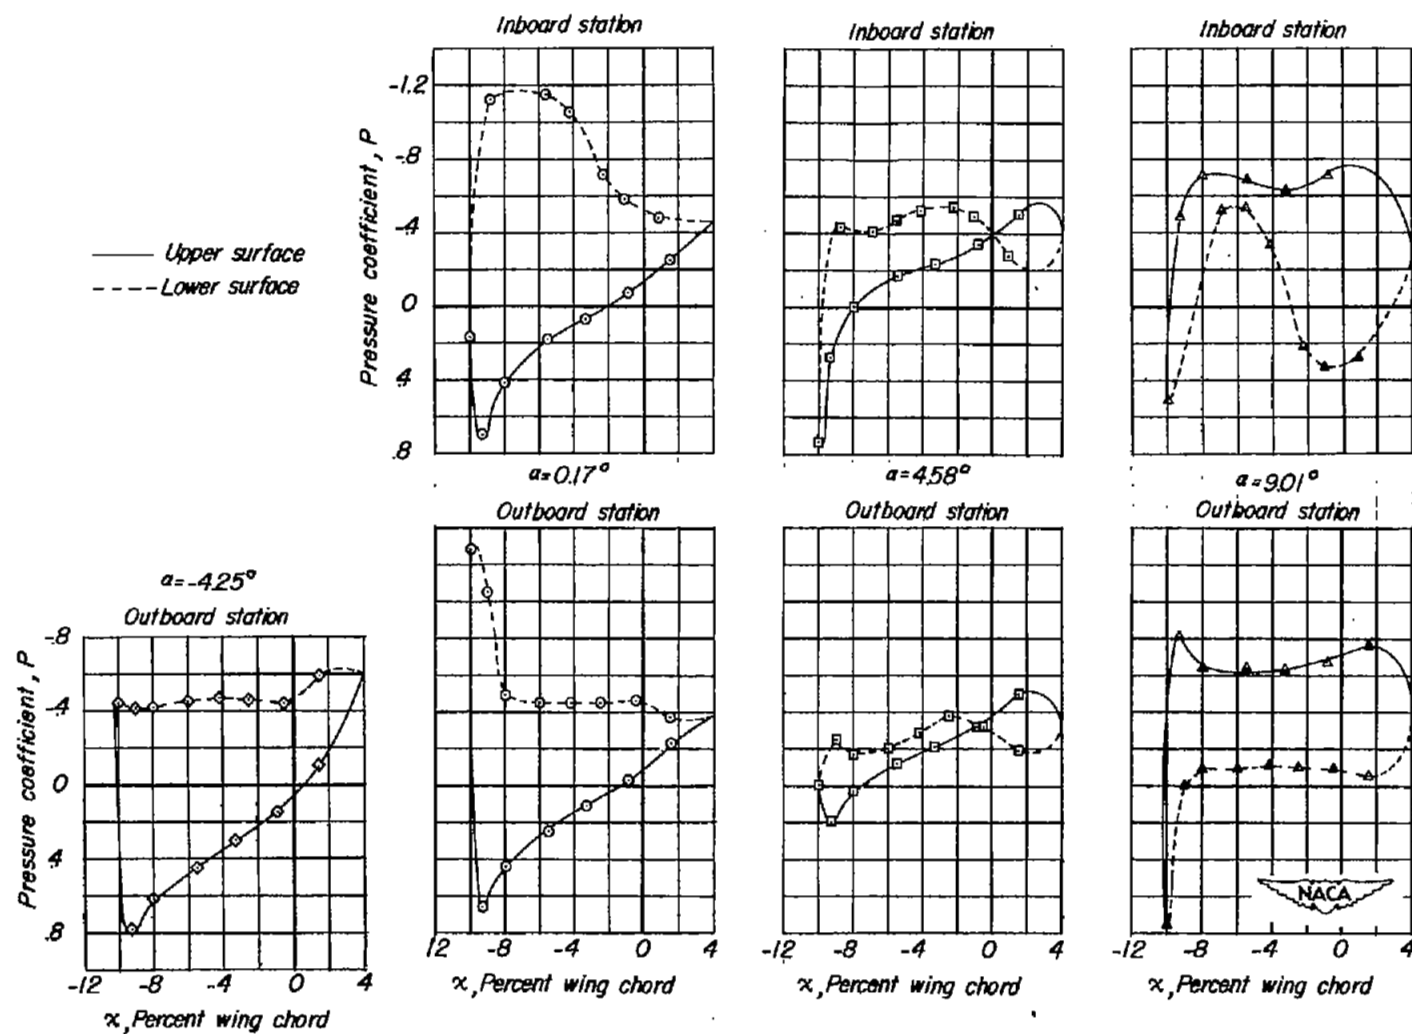 Inboard station
Inboard station
Inboard station
-1.2
-.8
-.4
0
.4
.8
Pressure coefficient, P
Upper surface
Lower surface
α=0.17°
α=4.58°
α=9.01°
Outboard station
Outboard station
Outboard station
α=-4.25°
Outboard station
-.8
-.4
0
.4
.8
Pressure coefficient, P
NACA
-12 -8 -4 0 4
x, Percent wing chord
12 -8 -4 0
x, Percent wing chord
-8 -4 0
x, Percent wing chord
-12 -8 -4 0 4
x, Percent wing chord